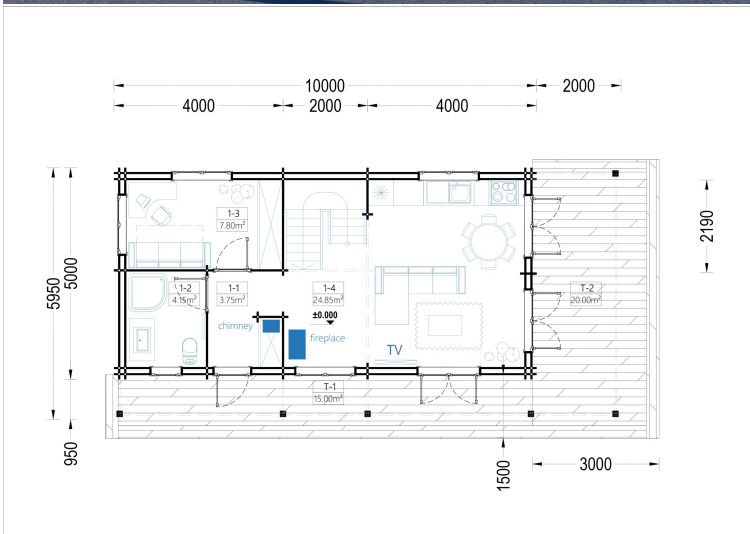 10000
2000
4000
2000
4000
5950
5000
950
2190
1-3
7.80m²
1-2
4.15m²
1-1
3.75m²
1-4
24.85m²
±0.000
chimney
fireplace
TV
T-2
20.00m²
T-1
15.00m²
1500
3000